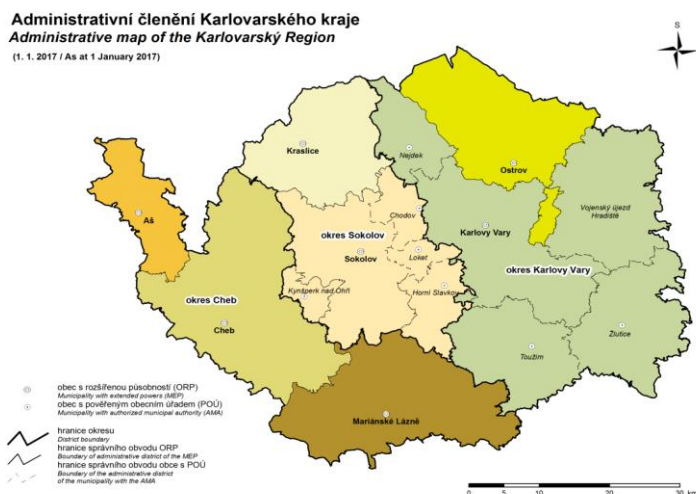 Administrativní členění Karlovarského kraje
Administrative map of the Karlovarský Region
(1. 1. 2017 / As at 1 January 2017)
S
Kraslice
Nejdek
Ostrov
Aš
Chodov
Vojenský újezd
Hradiště
okres Sokolov
Karlovy Vary
Sokolov
Loket
okres Karlovy Vary
Kynšperk nad Ohří
Horní Slavkov
okres Cheb
Cheb
Toužim
Žlutice
Mariánské Lázně
obec s rozšířenou působností (ORP)
Municipality with extended powers (MEP)
obec s pověřeným obecním úřadem (POÚ)
Municipality with authorized municipal authority (AMA)
hranice okresu
District boundary
hranice správního obvodu ORP
Boundary of administrative district of the MEP
hranice správního obvodu obce s POÚ
Boundary of the administrative district
of the municipality with the AMA
0 5 10 20 30 km